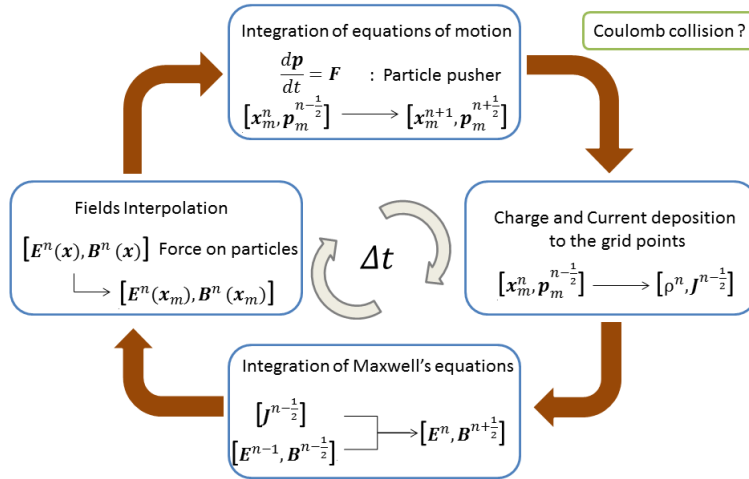 Integration of equations of motion
dp/dt = F : Particle pusher
[x_m^n, p_m^{n-1/2}] ⟶ [x_m^{n+1}, p_m^{n+1/2}]
Coulomb collision ?
Fields Interpolation
[E^n(x), B^n (x)] Force on particles
[E^n(x_m), B^n (x_m)]
Δt
Charge and Current deposition
to the grid points
[x_m^n, p_m^{n-1/2}] ⟶ [ρ^n, J^{n-1/2}]
Integration of Maxwell's equations
[J^{n-1/2}]
[E^{n-1}, B^{n-1/2}] → [E^n, B^{n+1/2}]